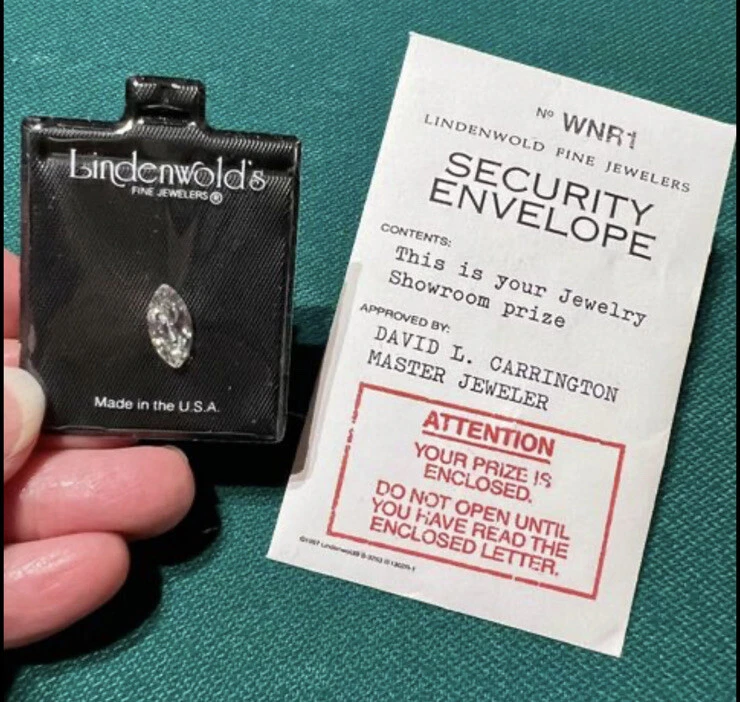 Lindenwold's
FINE JEWELERS®
Made in the U.S.A.
Nº WNR1
LINDENWOLD FINE JEWELERS
SECURITY
ENVELOPE
CONTENTS:
This is your Jewelry
Showroom prize
APPROVED BY:
DAVID L. CARRINGTON
MASTER JEWELER
ATTENTION
YOUR PRIZE IS
ENCLOSED.
DO NOT OPEN UNTIL
YOU HAVE READ THE
ENCLOSED LETTER.